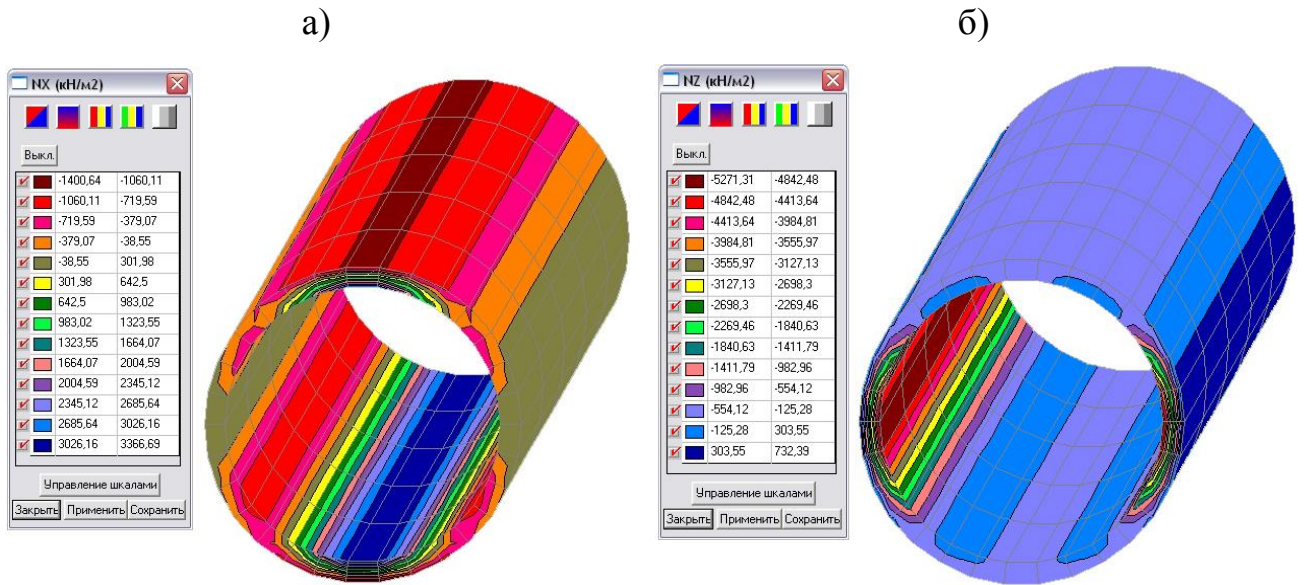 а)
б)
NX (кН/м2)
Выкл.
-1400,64 -1060,11
-1060,11 -719,59
-719,59 -379,07
-379,07 -38,55
-38,55 301,98
301,98 642,5
642,5 983,02
983,02 1323,55
1323,55 1664,07
1664,07 2004,59
2004,59 2345,12
2345,12 2685,64
2685,64 3026,16
3026,16 3366,69
Управление шкалами
Закрыть Применить Сохранить
NZ (кН/м2)
Выкл.
-5271,31 -4842,48
-4842,48 -4413,64
-4413,64 -3984,81
-3984,81 -3555,97
-3555,97 -3127,13
-3127,13 -2698,3
-2698,3 -2269,46
-2269,46 -1840,63
-1840,63 -1411,79
-1411,79 -982,96
-982,96 -554,12
-554,12 -125,28
-125,28 303,55
303,55 732,39
Управление шкалами
Закрыть Применить Сохранить